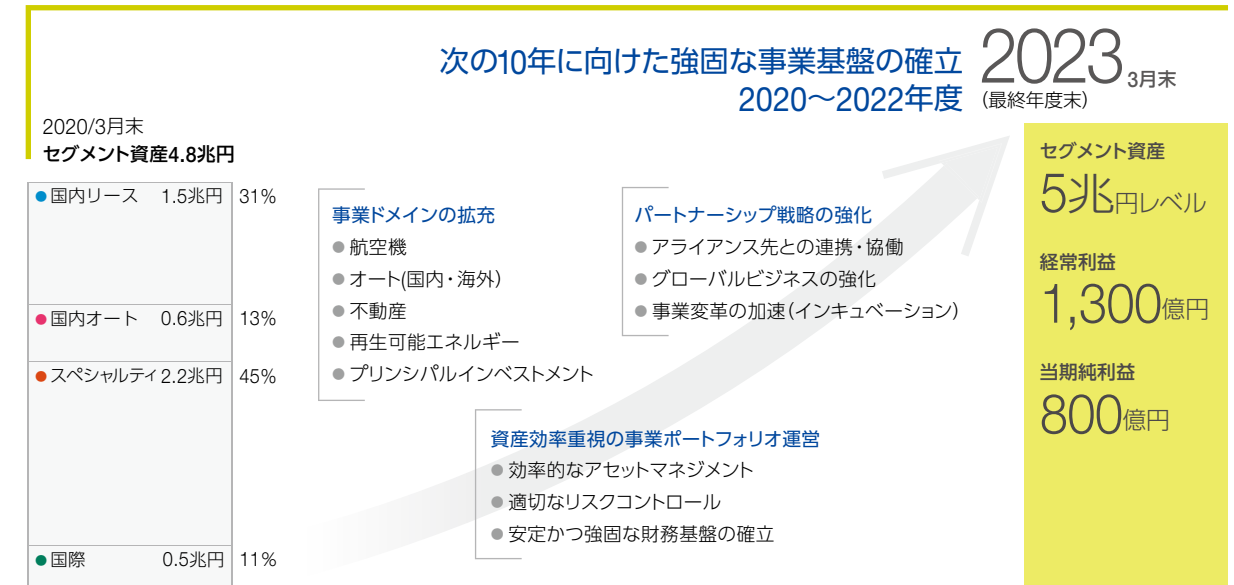 次の10年に向けた強固な事業基盤の確立
2020〜2022年度
2023 3月末
(最終年度末)
2020/3月末
セグメント資産4.8兆円
国内リース 1.5兆円 31%
国内オート 0.6兆円 13%
スペシャルティ 2.2兆円 45%
国際 0.5兆円 11%
事業ドメインの拡充
● 航空機
● オート(国内・海外)
● 不動産
● 再生可能エネルギー
● プリンシパルインベストメント
パートナーシップ戦略の強化
● アライアンス先との連携・協働
● グローバルビジネスの強化
● 事業変革の加速(インキュベーション)
資産効率重視の事業ポートフォリオ運営
● 効率的なアセットマネジメント
● 適切なリスクコントロール
● 安定かつ強固な財務基盤の確立
セグメント資産
5兆円レベル
経常利益
1,300億円
当期純利益
800億円